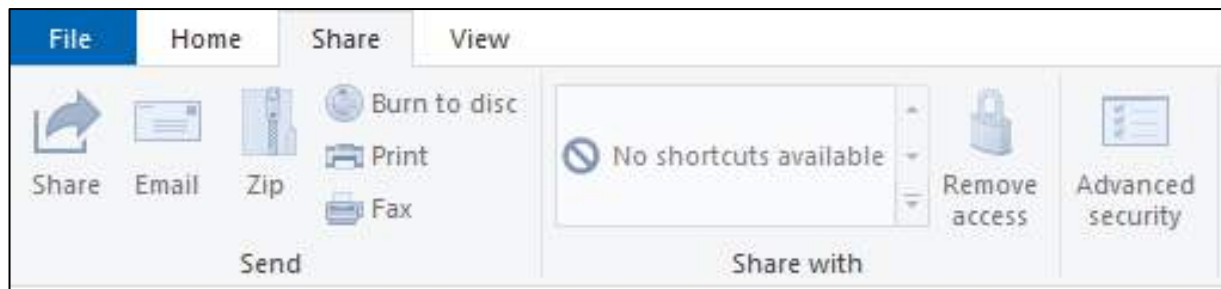 File Home Share View
Share Email Zip
Burn to disc
Print
Fax
Send
No shortcuts available
Remove
access
Share with
Advanced
security